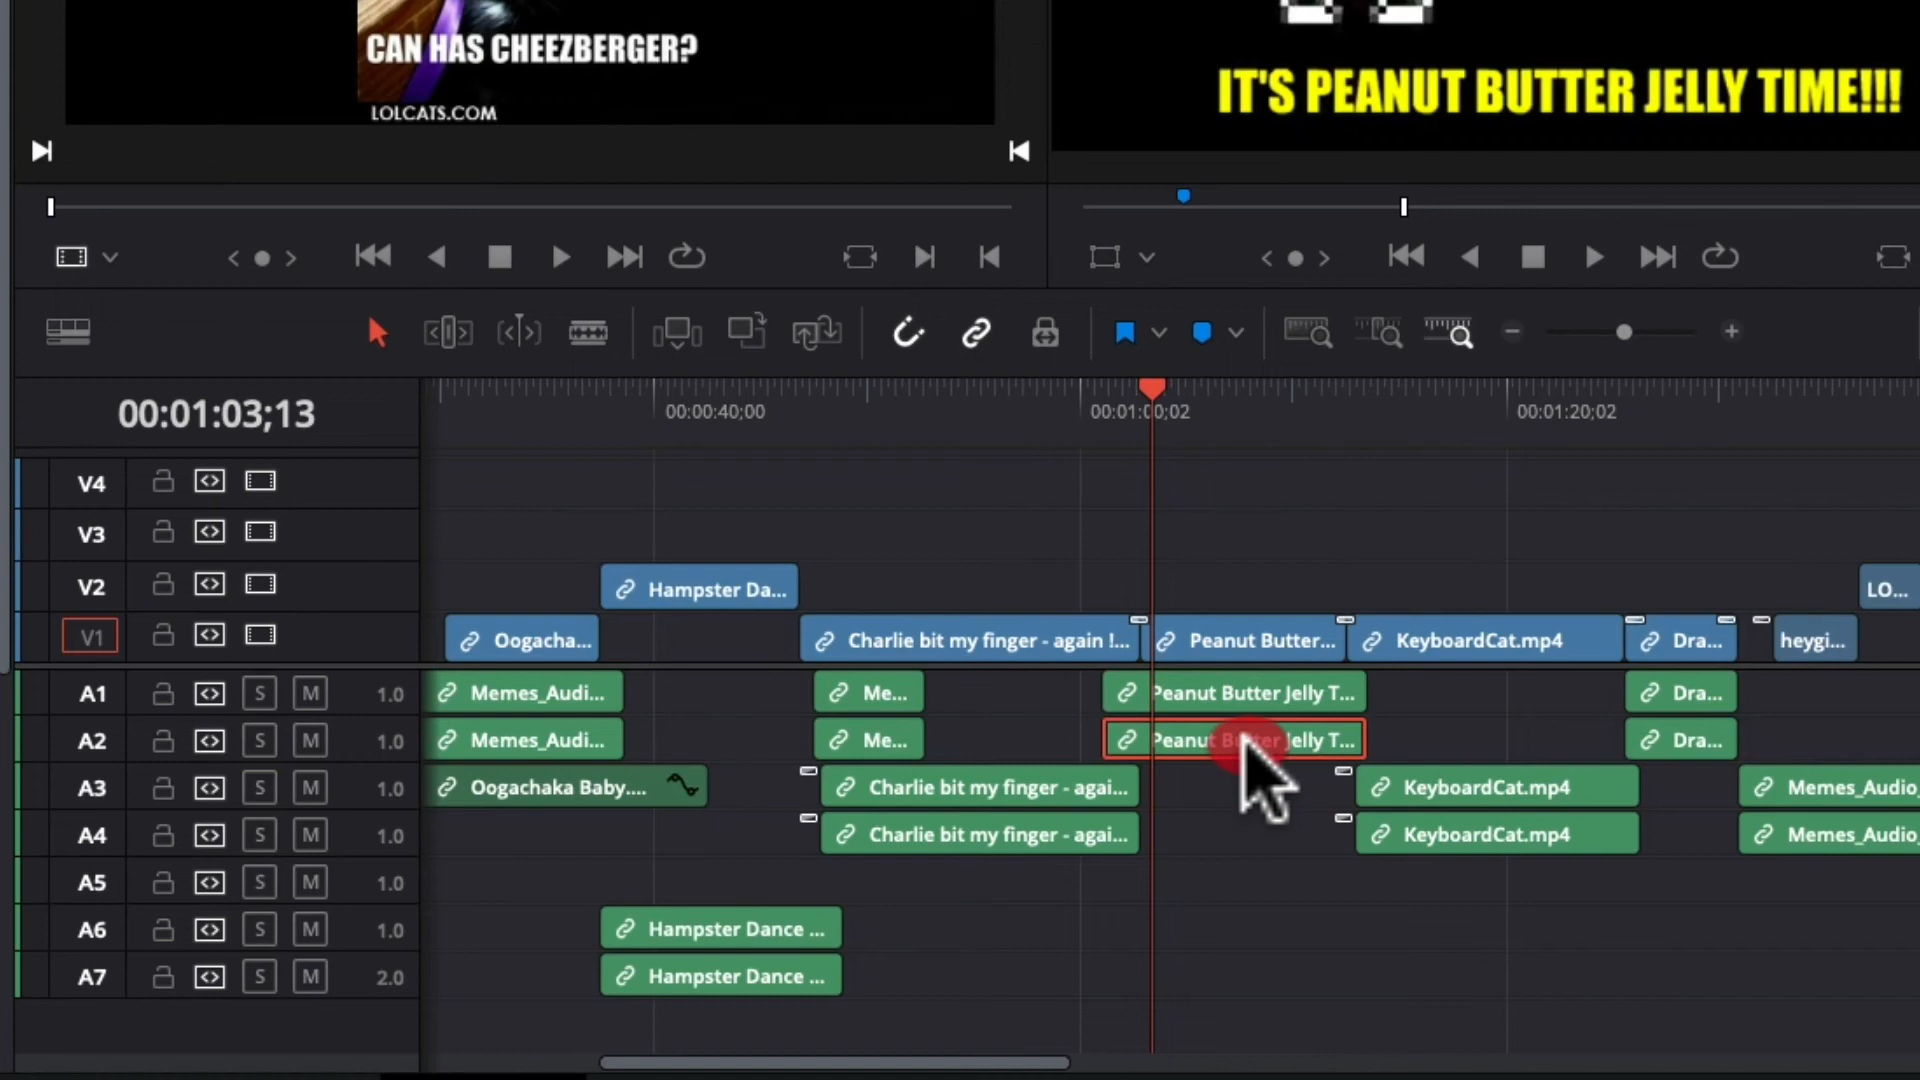 CAN HAS CHEEZBERGER?
LOLCATS.COM
IT'S PEANUT BUTTER JELLY TIME!!!
00:01:03;13
00:00:40;00
00:01:00;02
00:01:20;02
V4
V3
V2
Hampster Da...
LO...
V1
Oogacha...
Charlie bit my finger - again !...
Peanut Butter...
KeyboardCat.mp4
Dra...
heygi...
A1 S M 1.0
Memes_Audi...
Me...
Peanut Butter Jelly T...
Dra...
A2 S M 1.0
Memes_Audi...
Me...
Peanut Butter Jelly T...
Dra...
A3 S M 1.0
Oogachaka Baby....
Charlie bit my finger - agai...
KeyboardCat.mp4
Memes_Audio
A4 S M 1.0
Charlie bit my finger - agai...
KeyboardCat.mp4
Memes_Audio
A5 S M 1.0
A6 S M 1.0
Hampster Dance ...
A7 S M 2.0
Hampster Dance ...